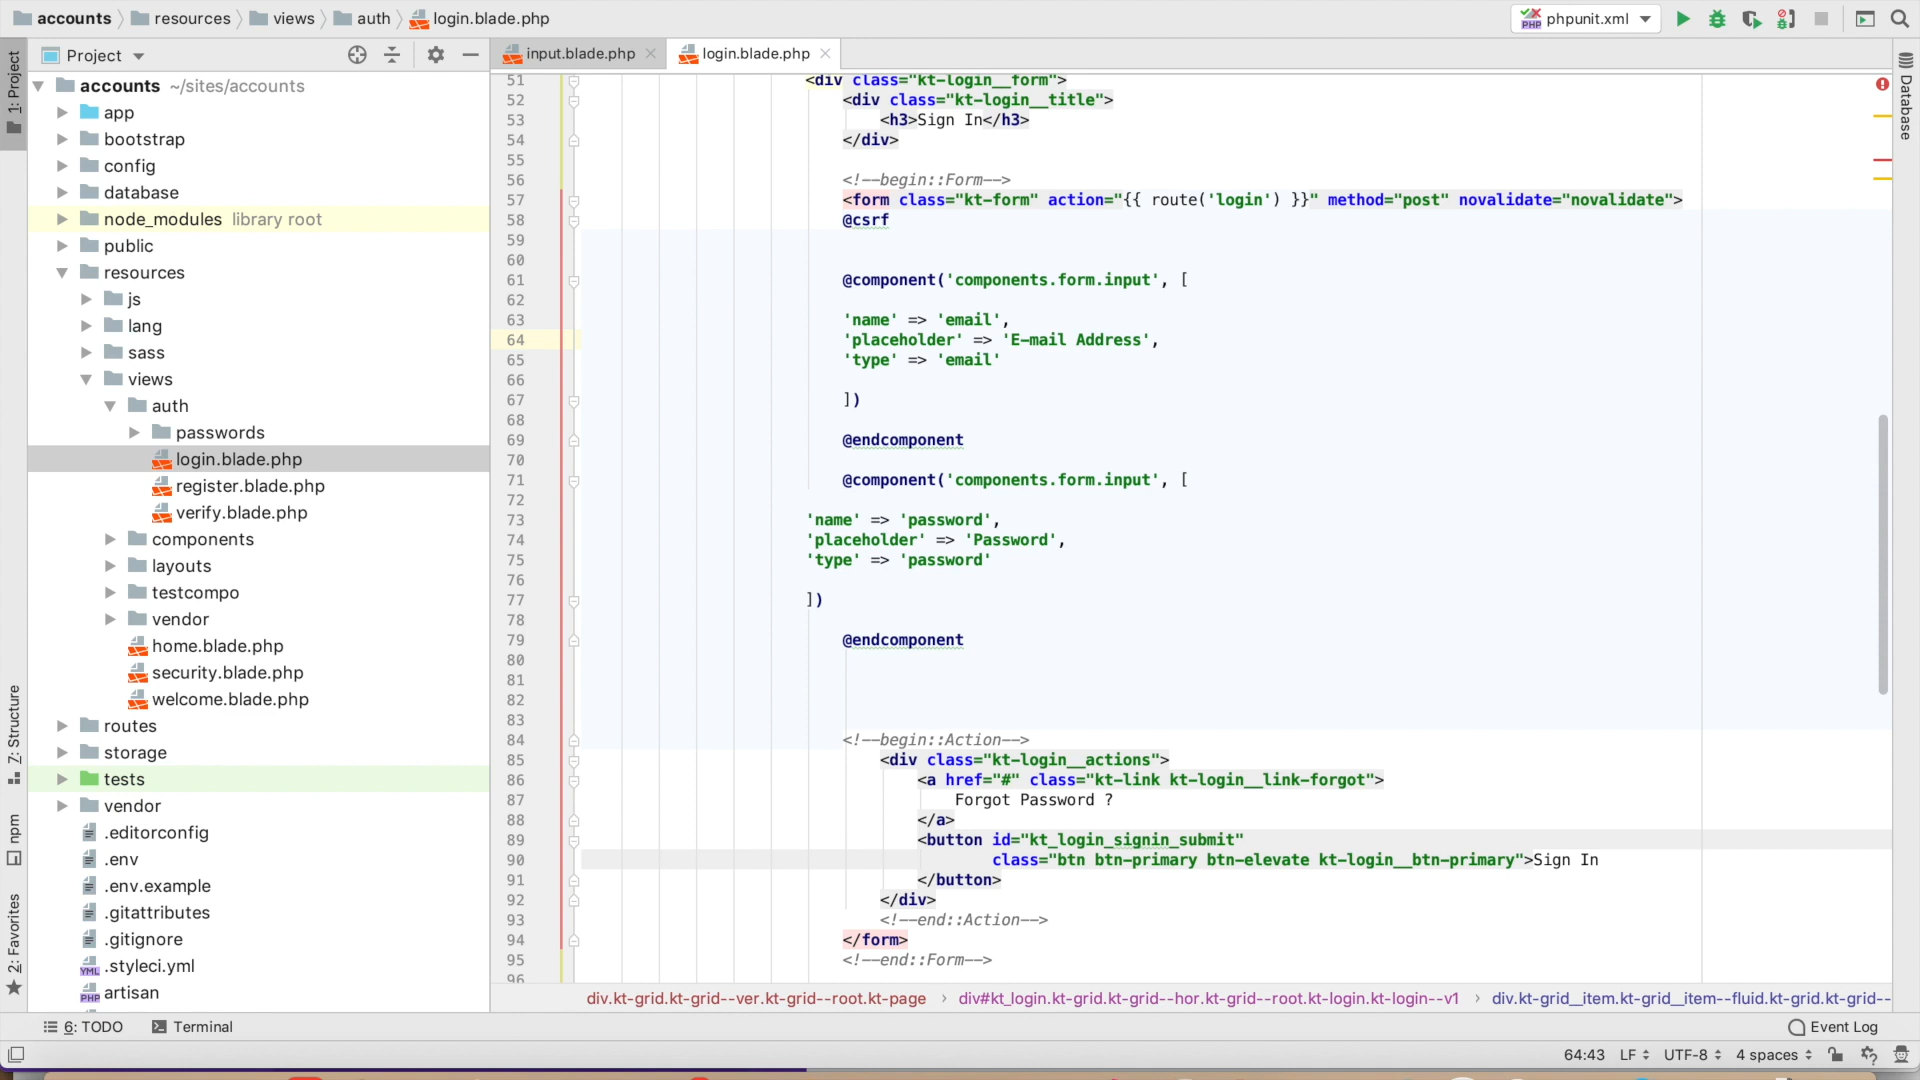 accounts resources views auth login.blade.php
phpunit.xml
1: Project
Project
input.blade.php
login.blade.php
Database
accounts ~/sites/accounts
app
bootstrap
config
database
node_modules library root
public
resources
js
lang
sass
views
auth
passwords
login.blade.php
register.blade.php
verify.blade.php
components
layouts
testcompo
vendor
home.blade.php
security.blade.php
welcome.blade.php
routes
storage
tests
vendor
.editorconfig
.env
.env.example
.gitattributes
.gitignore
.styleci.yml
artisan
Z: Structure
npm
2: Favorites
51 <div class="kt-login__form">
52 <div class="kt-login__title">
53 <h3>Sign In</h3>
54 </div>
55
56 <!--begin::Form-->
57 <form class="kt-form" action="{{ route('login') }}" method="post" novalidate="novalidate">
58 @csrf
59
60
61 @component('components.form.input', [
62
63 'name' => 'email',
64 'placeholder' => 'E-mail Address',
65 'type' => 'email'
66
67 ])
68
69 @endcomponent
70
71 @component('components.form.input', [
72
73 'name' => 'password',
74 'placeholder' => 'Password',
75 'type' => 'password'
76
77 ])
78
79 @endcomponent
80
81
82
83
84 <!--begin::Action-->
85 <div class="kt-login__actions">
86 <a href="#" class="kt-link kt-login__link-forgot">
87 Forgot Password ?
88 </a>
89 <button id="kt_login_signin_submit"
90 class="btn btn-primary btn-elevate kt-login__btn-primary">Sign In
91 </button>
92 </div>
93 <!--end::Action-->
94 </form>
95 <!--end::Form-->
96
div.kt-grid.kt-grid--ver.kt-grid--root.kt-page › div#kt_login.kt-grid.kt-grid--hor.kt-grid--root.kt-login.kt-login--v1 › div.kt-grid__item.kt-grid__item--fluid.kt-grid.kt-grid--
6: TODO
Terminal
Event Log
64:43 LF UTF-8 4 spaces